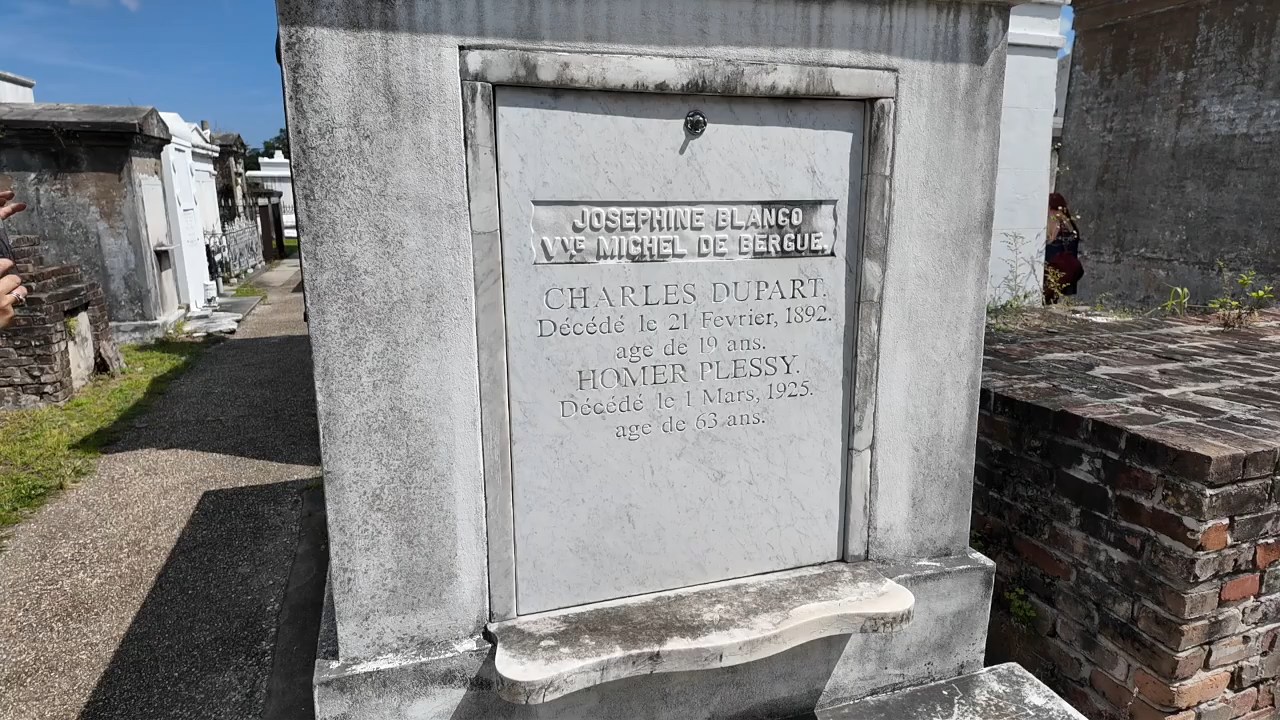 JOSEPHINE BLANCO
VVE MICHEL DE BERGUE.
CHARLES DUPART.
Décédé le 21 Fevrier, 1892.
age de 19 ans.
HOMER PLESSY.
Décédé le 1 Mars, 1925.
age de 63 ans.